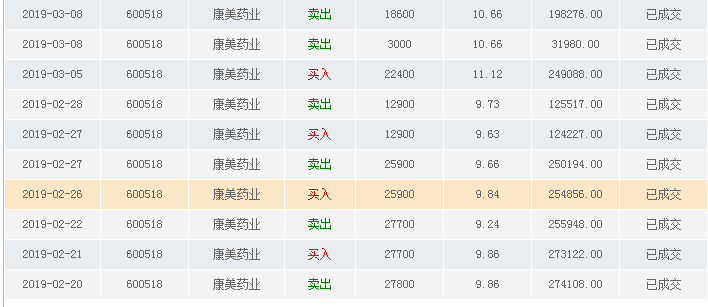 2019-03-08 600518 康美药业 卖出 18600 10.66 198276.00 已成交
2019-03-08 600518 康美药业 卖出 3000 10.66 31980.00 已成交
2019-03-05 600518 康美药业 买入 22400 11.12 249088.00 已成交
2019-02-28 600518 康美药业 卖出 12900 9.73 125517.00 已成交
2019-02-27 600518 康美药业 买入 12900 9.63 124227.00 已成交
2019-02-27 600518 康美药业 卖出 25900 9.66 250194.00 已成交
2019-02-26 600518 康美药业 买入 25900 9.84 254856.00 已成交
2019-02-22 600518 康美药业 卖出 27700 9.24 255948.00 已成交
2019-02-21 600518 康美药业 买入 27700 9.86 273122.00 已成交
2019-02-20 600518 康美药业 卖出 27800 9.86 274108.00 已成交